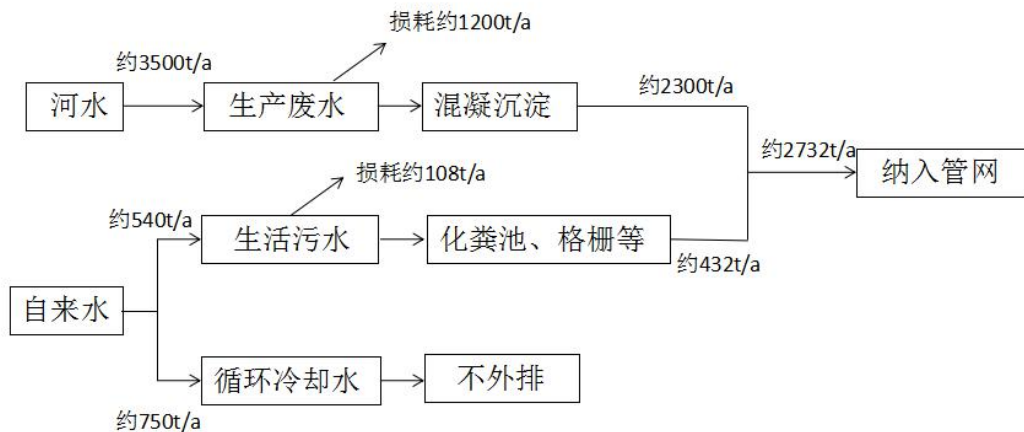 损耗约1200t/a
约3500t/a
河水
生产废水
混凝沉淀
约2300t/a
约2732t/a
纳入管网
损耗约108t/a
约540t/a
生活污水
化粪池、格栅等
约432t/a
自来水
循环冷却水
不外排
约750t/a